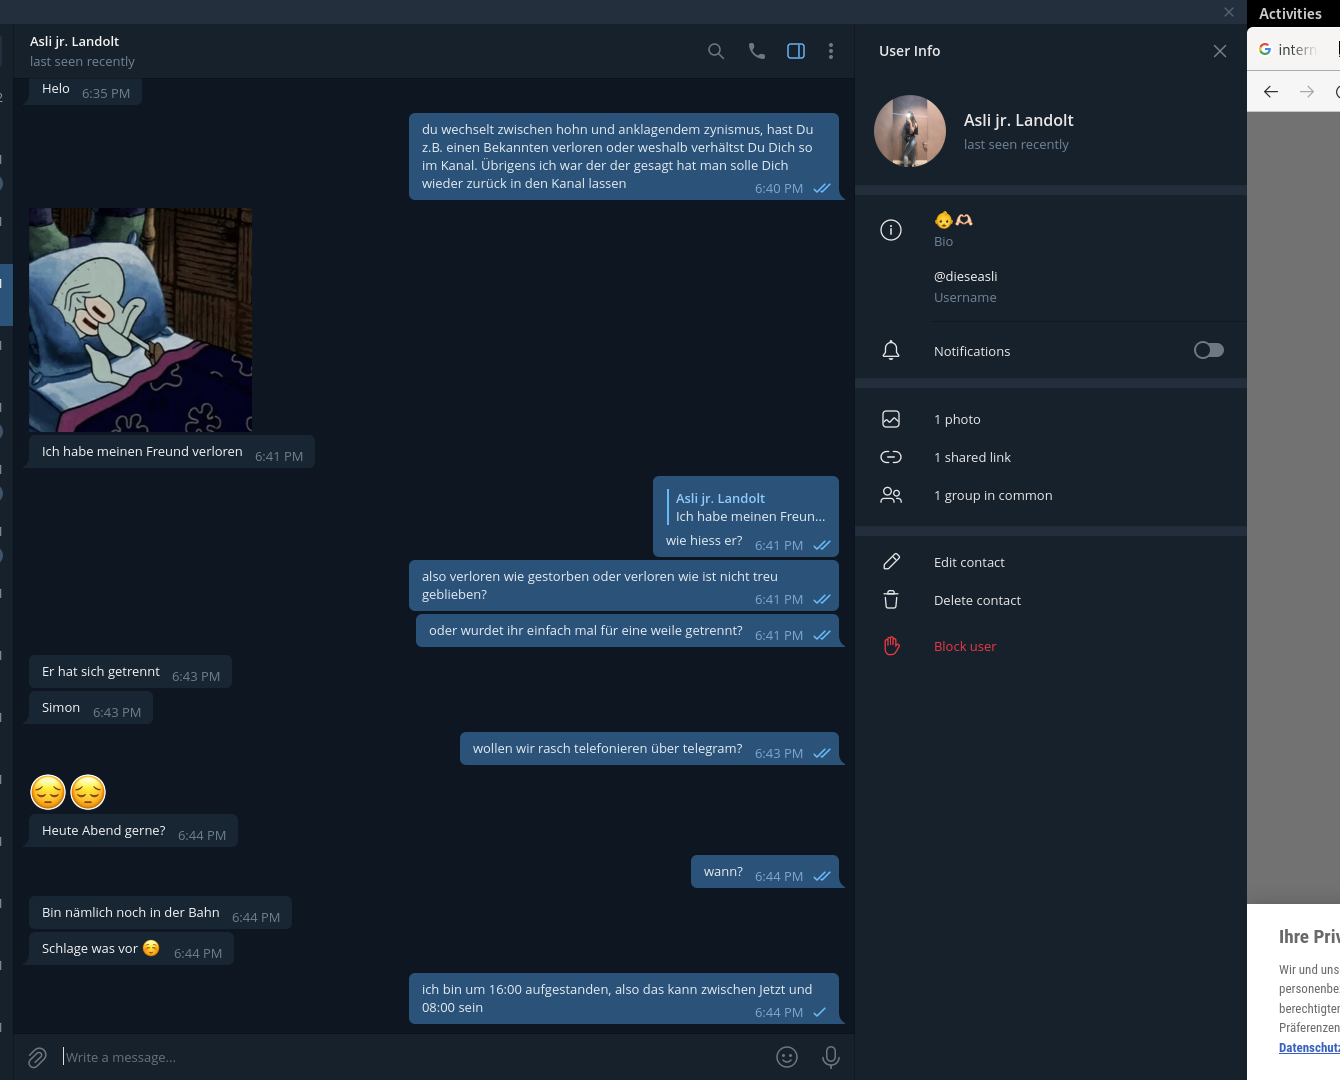 Activities
Asli jr. Landolt
last seen recently
User Info
intern
Helo 6:35 PM
du wechselt zwischen hohn und anklagendem zynismus, hast Du
z.B. einen Bekannten verloren oder weshalb verhältst Du Dich so
im Kanal. Übrigens ich war der der gesagt hat man solle Dich
wieder zurück in den Kanal lassen 6:40 PM
Ich habe meinen Freund verloren 6:41 PM
Asli jr. Landolt
Ich habe meinen Freun...
wie hiess er? 6:41 PM
also verloren wie gestorben oder verloren wie ist nicht treu
geblieben? 6:41 PM
oder wurdet ihr einfach mal für eine weile getrennt? 6:41 PM
Er hat sich getrennt 6:43 PM
Simon 6:43 PM
wollen wir rasch telefonieren über telegram? 6:43 PM
😔😔
Heute Abend gerne? 6:44 PM
wann? 6:44 PM
Bin nämlich noch in der Bahn 6:44 PM
Schlage was vor ☺️ 6:44 PM
ich bin um 16:00 aufgestanden, also das kann zwischen Jetzt und
08:00 sein 6:44 PM
Write a message...
Asli jr. Landolt
last seen recently
👶🫶🏻
Bio
@dieseasli
Username
Notifications
1 photo
1 shared link
1 group in common
Edit contact
Delete contact
Block user
Ihre Priv
Wir und uns
personenbe
berechtigter
Präferenzen
Datenschutz